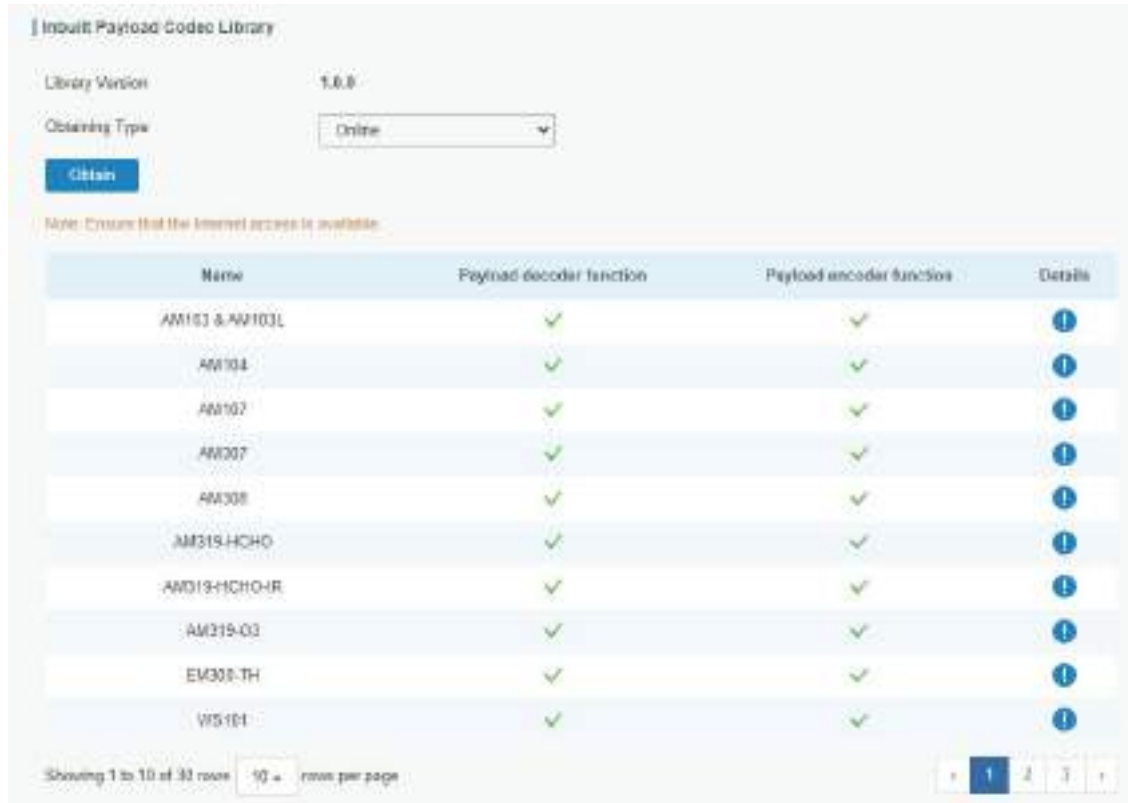 Inbuilt Payload Codec Library
Library Version 1.0.0
Obtaining Type Online
Obtain
Note: Ensure that the Internet access is available.
Name Payload decoder function Payload encoder function Details
AM103 & AM103L
AM104
AM107
AM307
AM308
AM319-HCHO
AM319-HCHO-IR
AM319-O3
EM300-TH
WS101
Showing 1 to 10 of 30 rows 10 rows per page
1 2 3